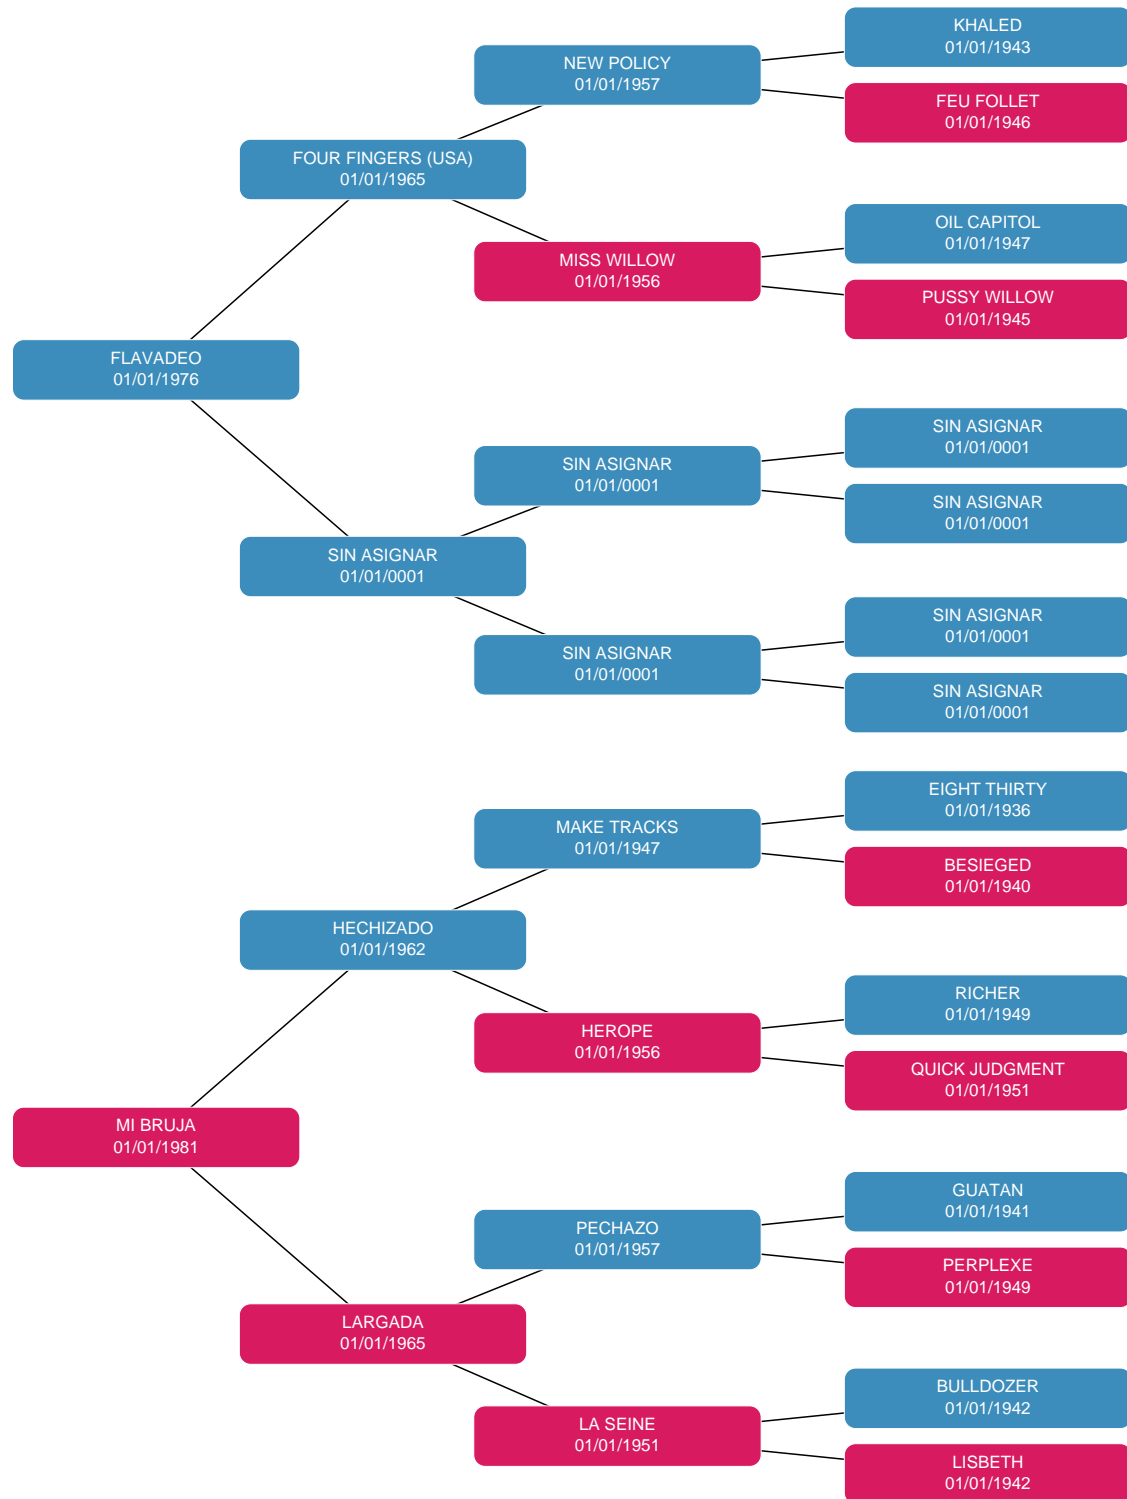 KHALED
01/01/1943
NEW POLICY
01/01/1957
FEU FOLLET
01/01/1946
FOUR FINGERS (USA)
01/01/1965
OIL CAPITOL
01/01/1947
MISS WILLOW
01/01/1956
PUSSY WILLOW
01/01/1945
FLAVADEO
01/01/1976
SIN ASIGNAR
01/01/0001
SIN ASIGNAR
01/01/0001
SIN ASIGNAR
01/01/0001
SIN ASIGNAR
01/01/0001
SIN ASIGNAR
01/01/0001
SIN ASIGNAR
01/01/0001
SIN ASIGNAR
01/01/0001
EIGHT THIRTY
01/01/1936
MAKE TRACKS
01/01/1947
BESIEGED
01/01/1940
HECHIZADO
01/01/1962
RICHER
01/01/1949
HEROPE
01/01/1956
QUICK JUDGMENT
01/01/1951
MI BRUJA
01/01/1981
GUATAN
01/01/1941
PECHAZO
01/01/1957
PERPLEXE
01/01/1949
LARGADA
01/01/1965
BULLDOZER
01/01/1942
LA SEINE
01/01/1951
LISBETH
01/01/1942